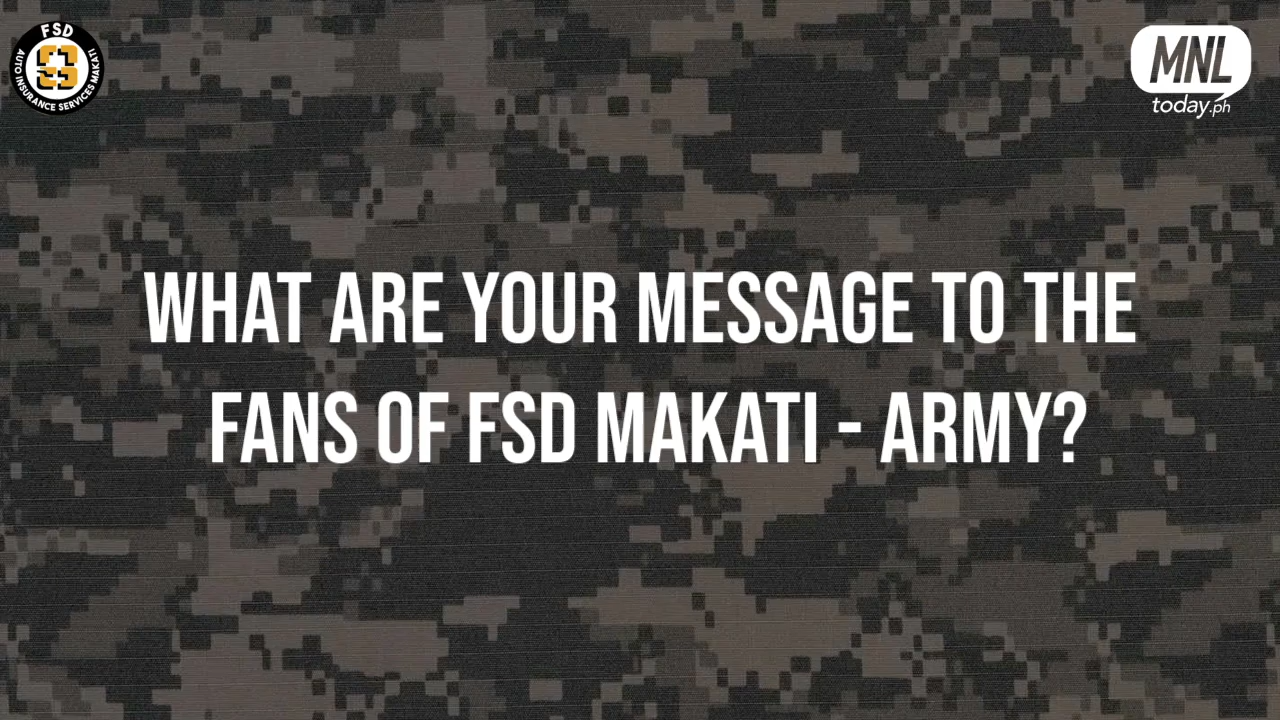 FSD
AUTO INSURANCE SERVICES MAKATI
MNL
today.ph
WHAT ARE YOUR MESSAGE TO THE
FANS OF FSD MAKATI - ARMY?